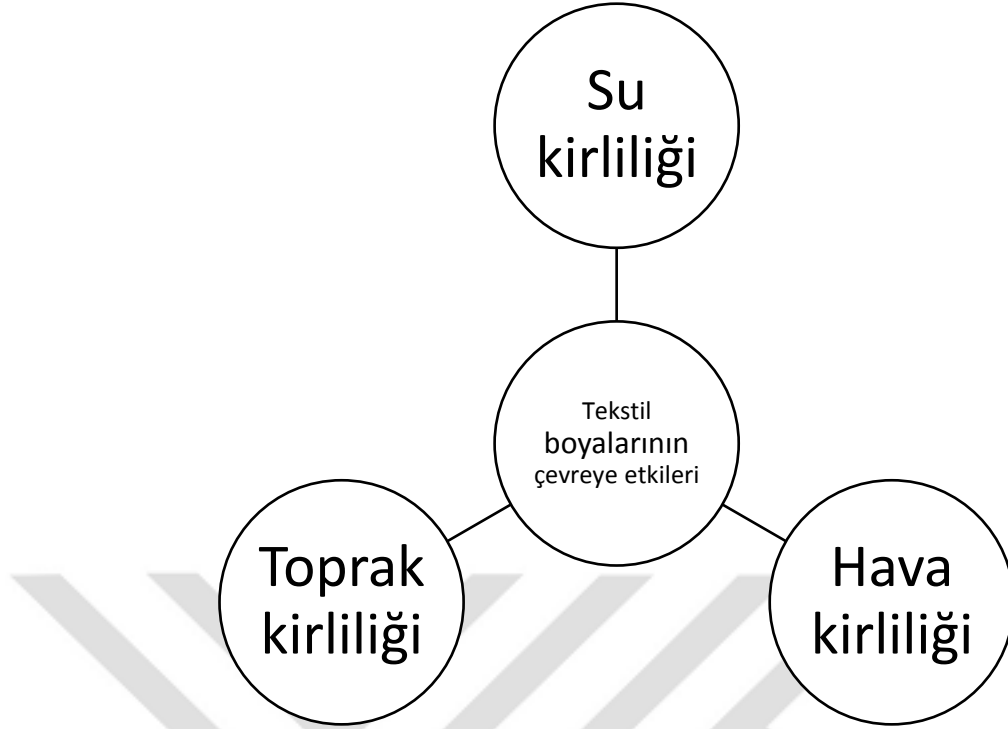 Su
kirliliği
Tekstil
boyalarının
çevreye etkileri
Toprak
kirliliği
Hava
kirliliği